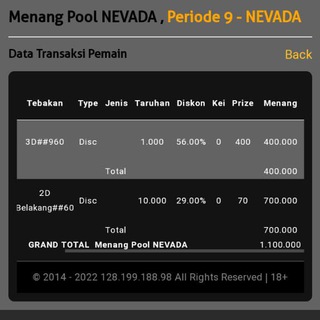 Menang Pool NEVADA , Periode 9 - NEVADA
Data Transaksi Pemain Back
Tebakan Type Jenis Taruhan Diskon Kei Prize Menang
3D##960 Disc 1.000 56.00% 0 400 400.000
Total 400.000
2D
Belakang##60 Disc 10.000 29.00% 0 70 700.000
Total 700.000
GRAND TOTAL Menang Pool NEVADA 1.100.000
© 2014 - 2022 128.199.188.98 All Rights Reserved | 18+